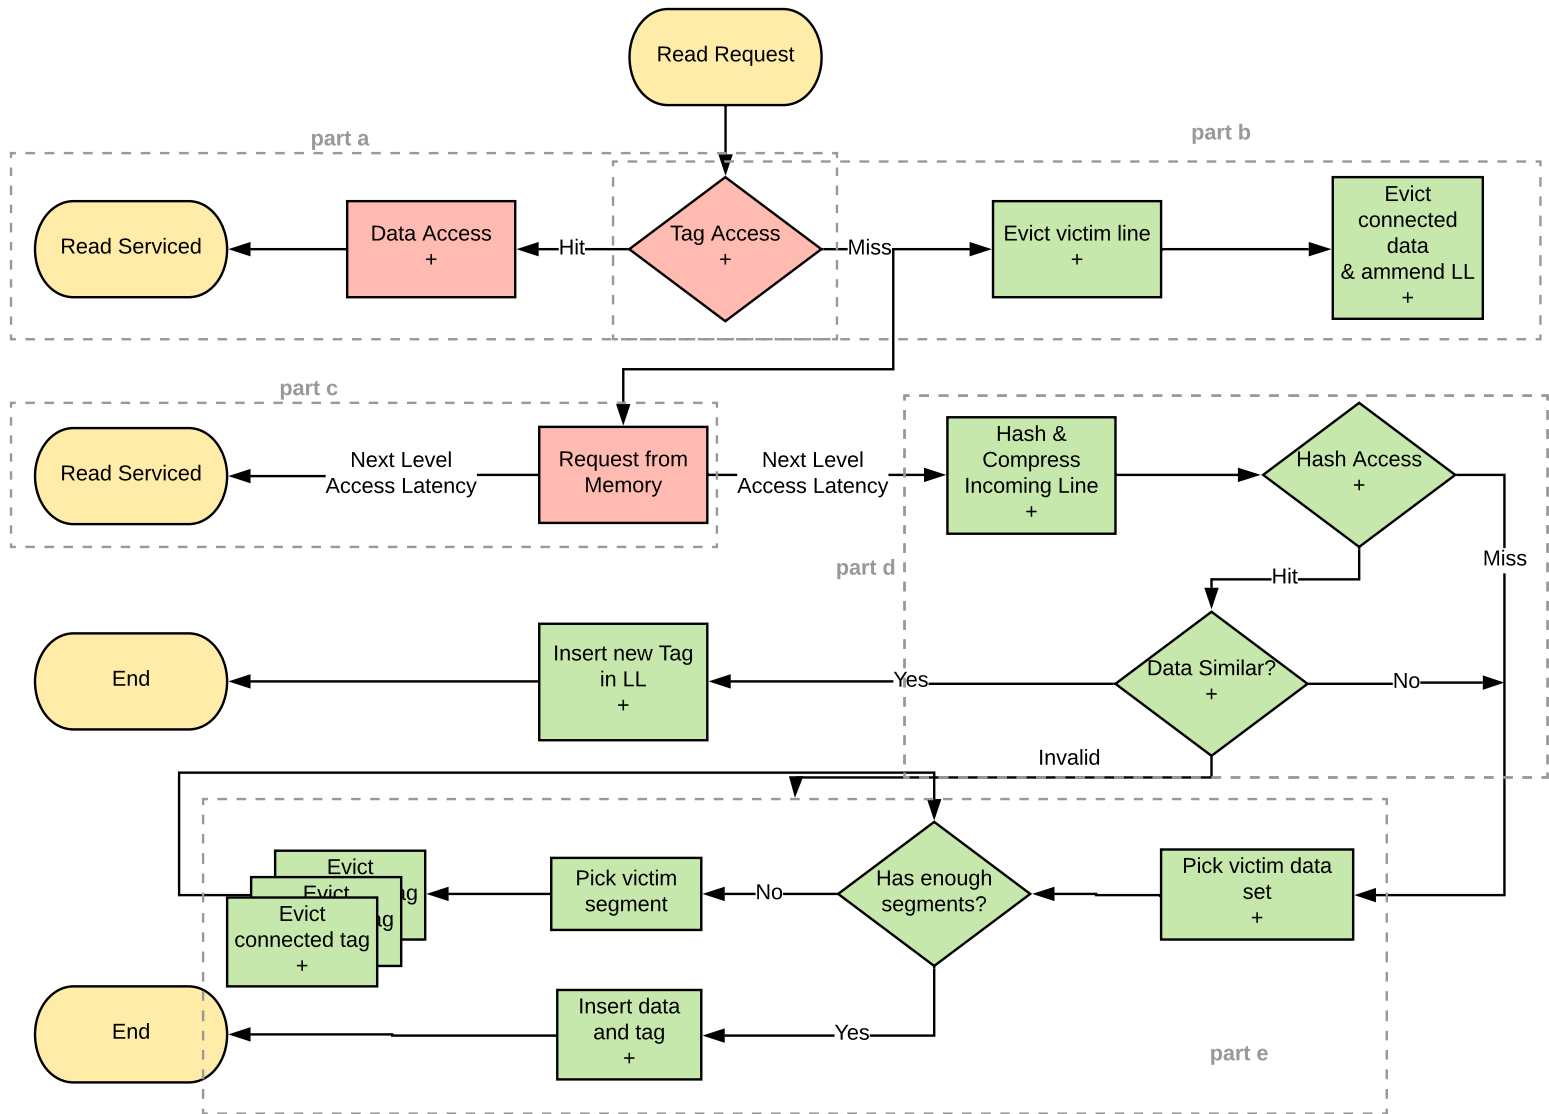 Read Request
part a
part b
Read Serviced
Data Access
+
Hit
Tag Access
+
Miss
Evict victim line
+
Evict
connected
data
& ammend LL
+
part c
Read Serviced
Next Level
Access Latency
Request from
Memory
Next Level
Access Latency
Hash &
Compress
Incoming Line
+
Hash Access
+
Miss
part d
Hit
End
Insert new Tag
in LL
+
Yes
Data Similar?
+
No
Invalid
Evict
ag
Evict
ag
Evict
connected tag
+
Pick victim
segment
No
Has enough
segments?
Pick victim data
set
+
End
Insert data
and tag
+
Yes
part e